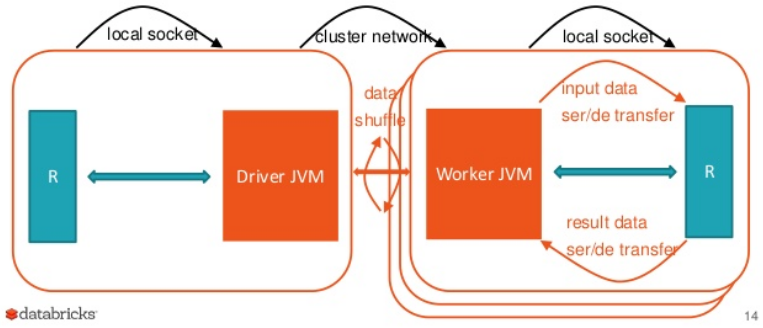 local socket
cluster network
local socket
R
Driver JVM
data
shuffle
Worker JVM
input data
ser/de transfer
R
result data
ser/de transfer
databricks
14